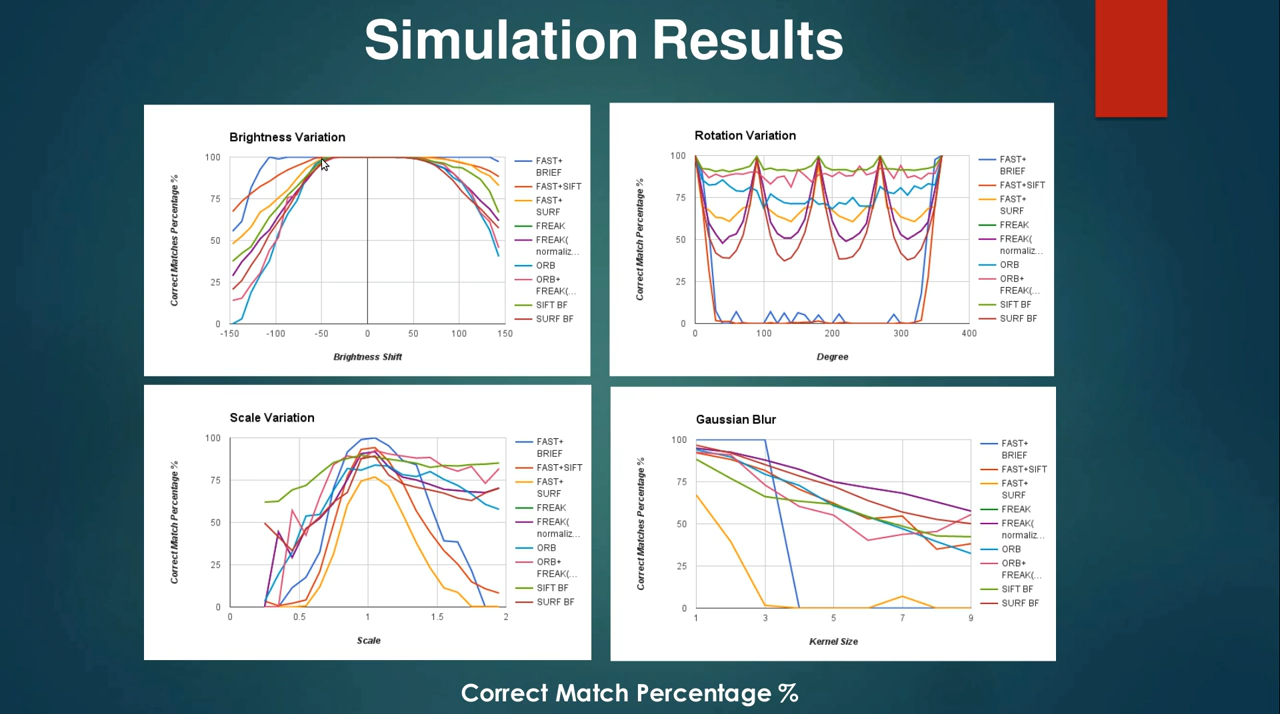 Simulation Results
Brightness Variation
Correct Matches Percentage %
100
75
50
25
0
-150 -100 -50 0 50 100 150
Brightness Shift
FAST+
BRIEF
FAST+SIFT
FAST+
SURF
FREAK
FREAK(
normaliz...
ORB
ORB+
FREAK(...
SIFT BF
SURF BF
Rotation Variation
Correct Match Percentage %
100
75
50
25
0
0 100 200 300 400
Degree
FAST+
BRIEF
FAST+SIFT
FAST+
SURF
FREAK
FREAK(
normaliz...
ORB
ORB+
FREAK(...
SIFT BF
SURF BF
Scale Variation
Correct Match Percentage %
100
75
50
25
0
0 0.5 1 1.5 2
Scale
FAST+
BRIEF
FAST+SIFT
FAST+
SURF
FREAK
FREAK(
normaliz...
ORB
ORB+
FREAK(...
SIFT BF
SURF BF
Gaussian Blur
Correct Matches Percentage %
100
75
50
25
0
1 3 5 7 9
Kernel Size
FAST+
BRIEF
FAST+SIFT
FAST+
SURF
FREAK
FREAK(
normaliz...
ORB
ORB+
FREAK(...
SIFT BF
SURF BF
Correct Match Percentage %